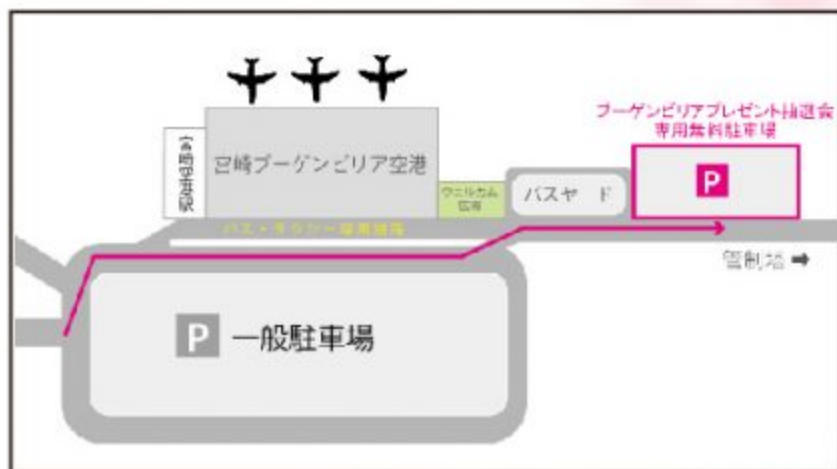 ブーゲンビリアプレゼント抽選会
専用無料駐車場
宮崎空港駅
宮崎ブーゲンビリア空港
ウェルカム
広場
バスヤード
P
バス・タクシー専用道路
管制塔 ➡
P 一般駐車場